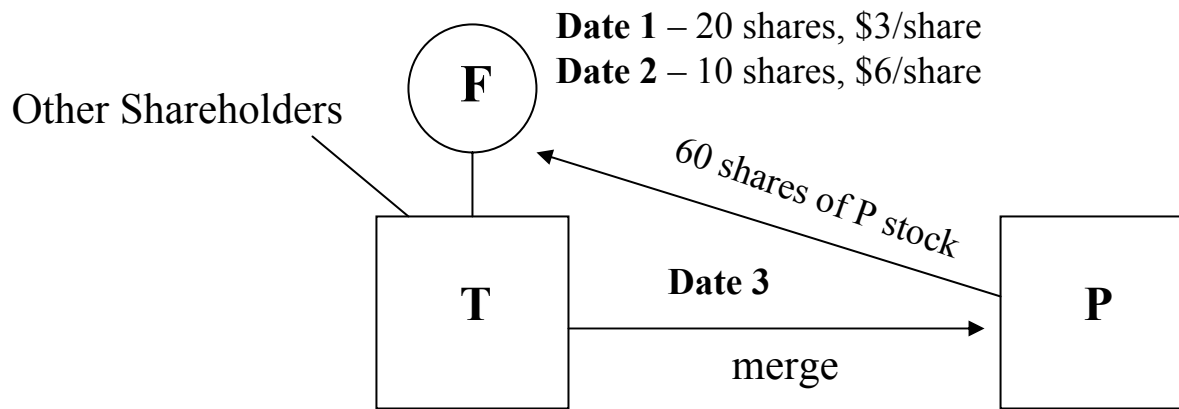 Date 1 – 20 shares, $3/share
Date 2 – 10 shares, $6/share
F
Other Shareholders
60 shares of P stock
T
Date 3
P
merge